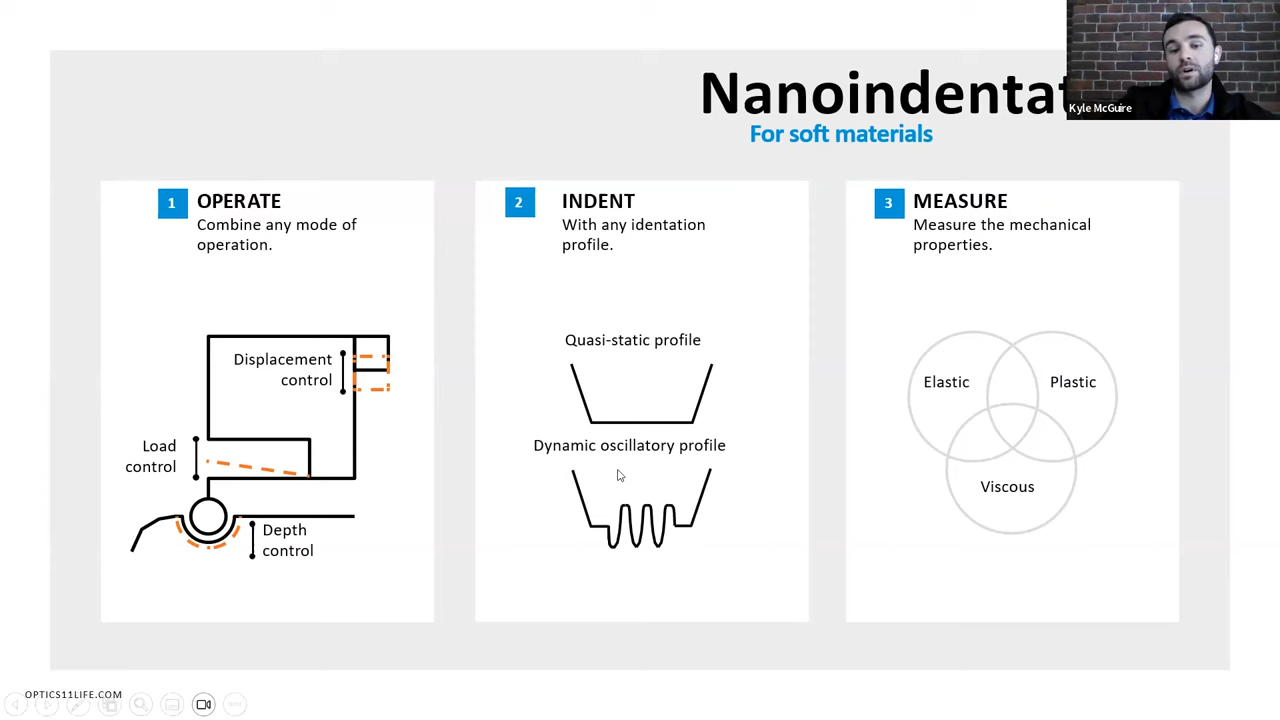 Nanoindentat
For soft materials
Kyle McGuire
1 OPERATE
Combine any mode of
operation.
Displacement
control
Load
control
Depth
control
2 INDENT
With any identation
profile.
Quasi-static profile
Dynamic oscillatory profile
3 MEASURE
Measure the mechanical
properties.
Elastic
Plastic
Viscous
OPTICS11LIFE.COM